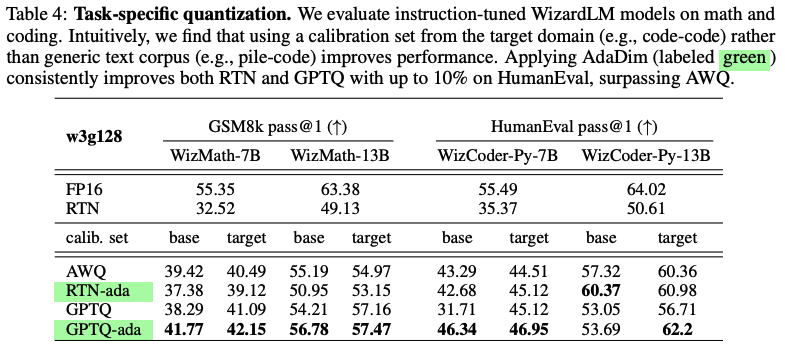 Table 4: Task-specific quantization. We evaluate instruction-tuned WizardLM models on math and
coding. Intuitively, we find that using a calibration set from the target domain (e.g., code-code) rather
than generic text corpus (e.g., pile-code) improves performance. Applying AdaDim (labeled green)
consistently improves both RTN and GPTQ with up to 10% on HumanEval, surpassing AWQ.
w3g128 GSM8k pass@1 (↑) HumanEval pass@1 (↑)
WizMath-7B WizMath-13B WizCoder-Py-7B WizCoder-Py-13B
FP16 55.35 63.38 55.49 64.02
RTN 32.52 49.13 35.37 50.61
calib. set base target base target base target base target
AWQ 39.42 40.49 55.19 54.97 43.29 44.51 57.32 60.36
RTN-ada 37.38 39.12 50.95 53.15 42.68 45.12 60.37 60.98
GPTQ 38.29 41.09 54.21 57.16 31.71 45.12 53.05 56.71
GPTQ-ada 41.77 42.15 56.78 57.47 46.34 46.95 53.69 62.2